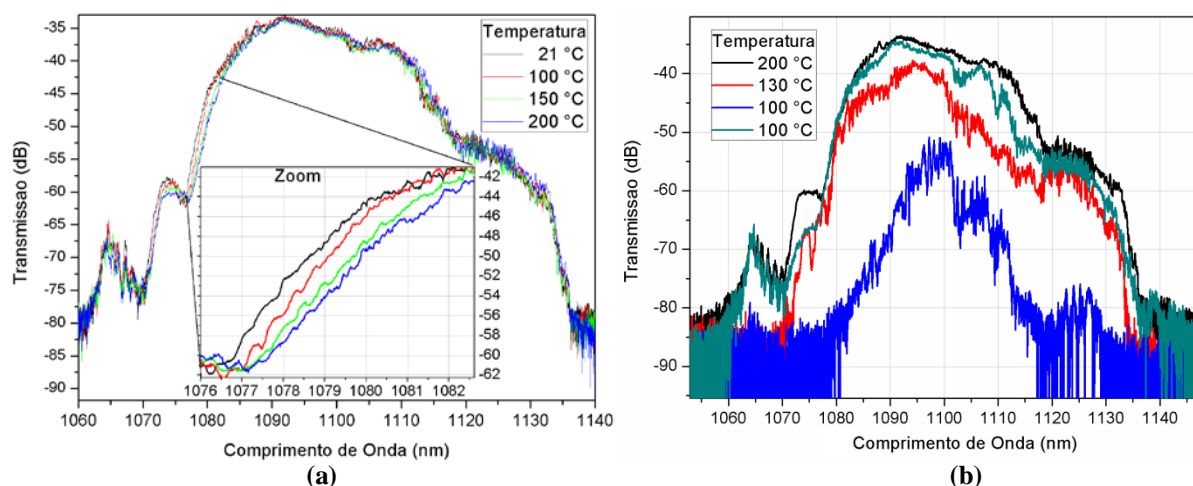 Transmissao (dB)
-35
-40
-45
-50
-55
-60
-65
-70
-75
-80
-85
-90
Temperatura
21 °C
100 °C
150 °C
200 °C
Zoom
-42
-44
-46
-48
-50
-52
-54
-56
-58
-60
-62
1076 1077 1078 1079 1080 1081 1082
1060 1070 1080 1090 1100 1110 1120 1130 1140
Comprimento de Onda (nm)
(a)
Transmissão (dB)
-40
-50
-60
-70
-80
-90
Temperatura
200 °C
130 °C
100 °C
100 °C
1060 1070 1080 1090 1100 1110 1120 1130 1140
Comprimento de Onda (nm)
(b)